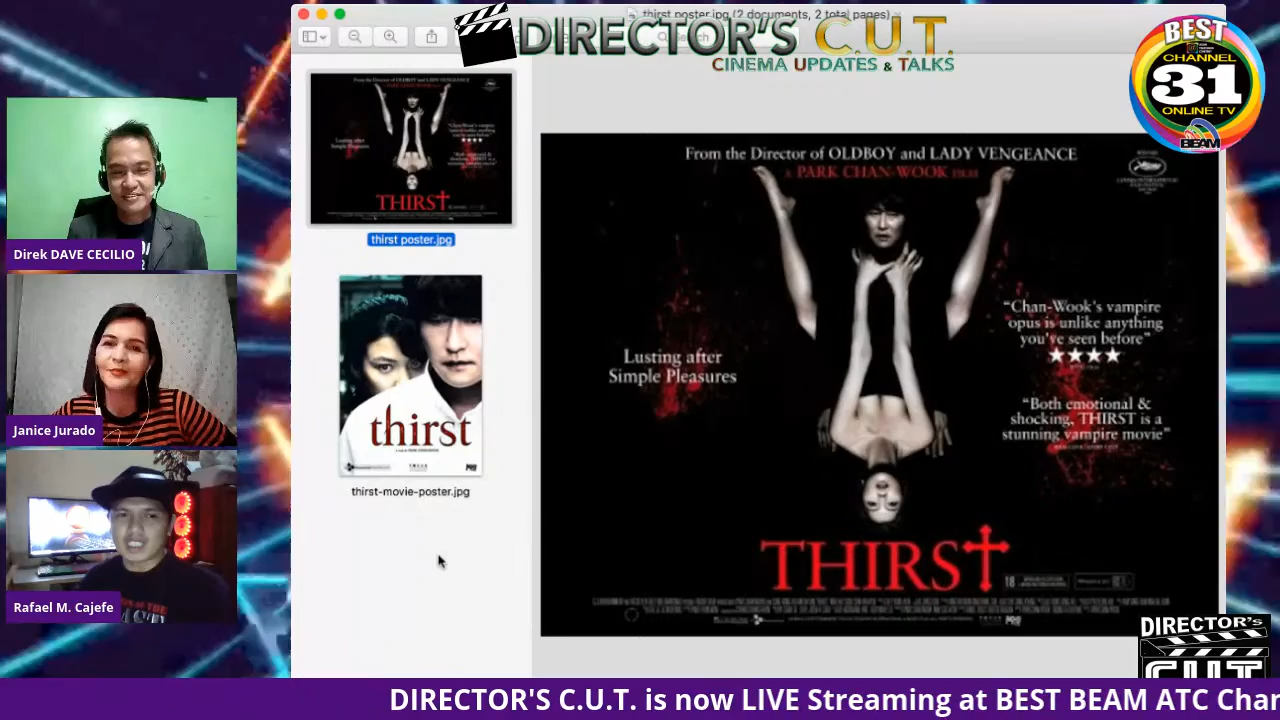 thirst poster.jpg (2 documents, 2 total pages)
DIRECTOR'S C.U.T.
CINEMA UPDATES & TALKS
BEST
CHANNEL
31
ONLINE TV
BEAM
Direk DAVE CECILIO
Janice Jurado
Rafael M. Cajefe
THIRST
thirst poster.jpg
thirst
thirst-movie-poster.jpg
From the Director of OLDBOY and LADY VENGEANCE
A PARK CHAN-WOOK FILM
Lusting after
Simple Pleasures
“Chan-Wook's vampire
opus is unlike anything
you've seen before”
“Both emotional &
shocking, THIRST is a
stunning vampire movie”
THIRST
18
DIRECTOR's
CUT
DIRECTOR'S C.U.T. is now LIVE Streaming at BEST BEAM ATC Chan